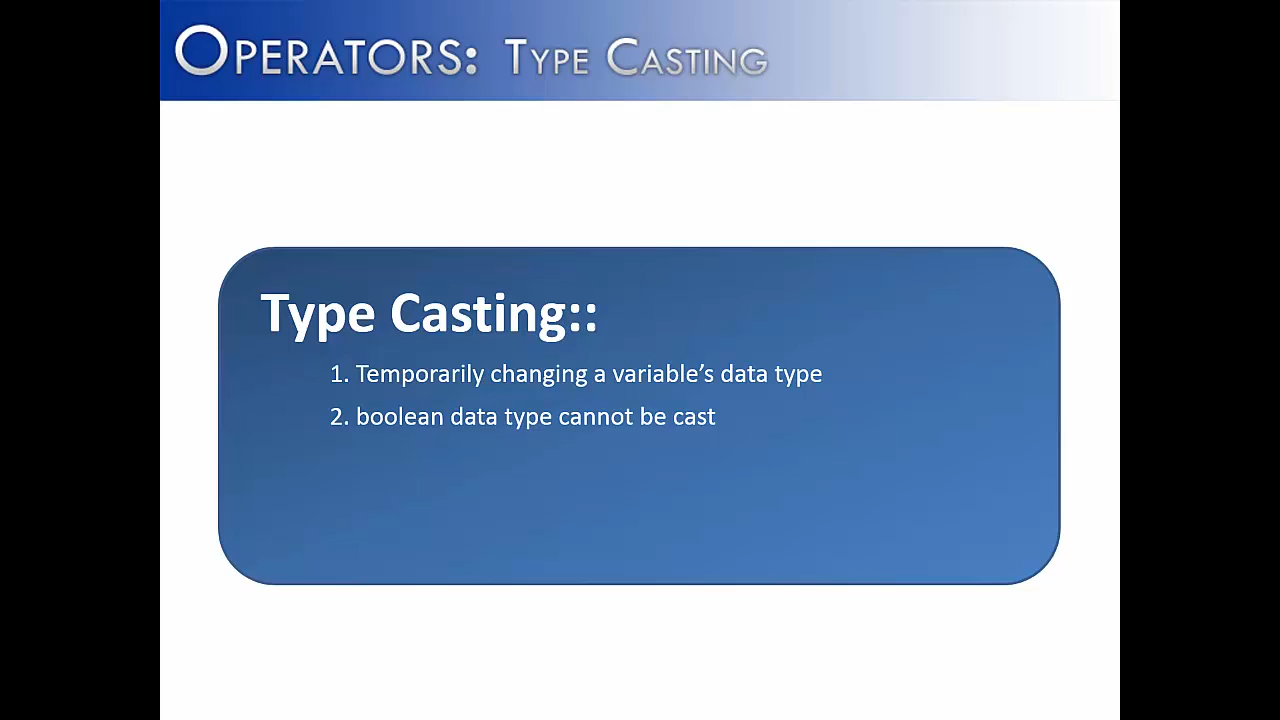 OPERATORS: TYPE CASTING
Type Casting::
1. Temporarily changing a variable’s data type
2. boolean data type cannot be cast